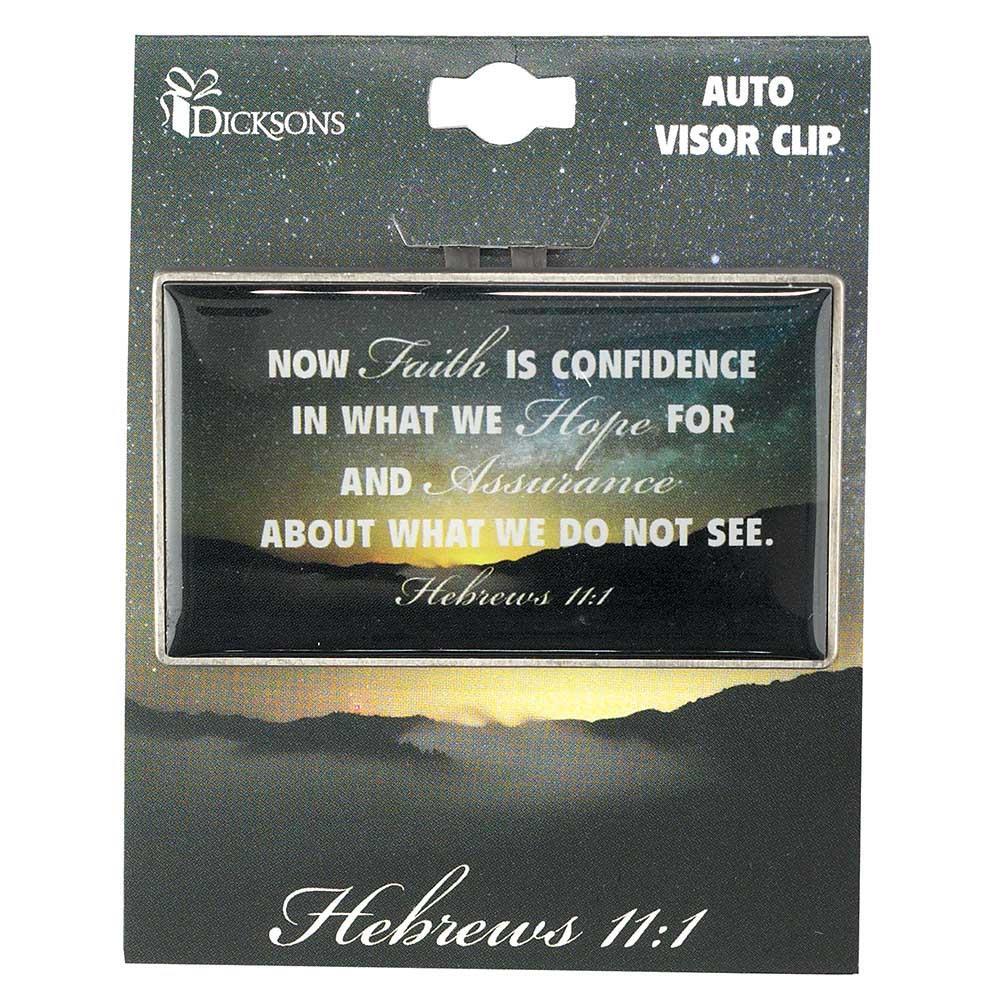 DICKSONS
AUTO
VISOR CLIP
NOW Faith IS CONFIDENCE
IN WHAT WE Hope FOR
AND Assurance
ABOUT WHAT WE DO NOT SEE.
Hebrews 11:1
Hebrews 11:1